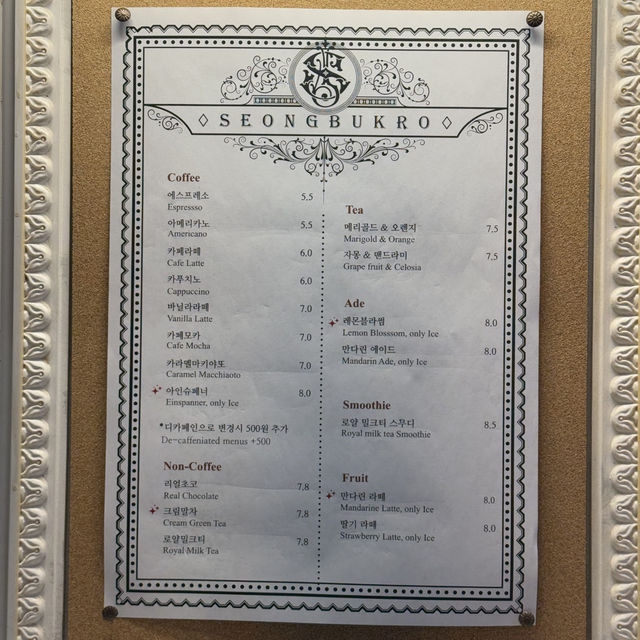 SEONGBUKRO
Coffee
에스프레소 5.5
Espressso
아메리카노 5.5
Americano
카페라떼 6.0
Cafe Latte
카푸치노 6.0
Cappuccino
바닐라라떼 7.0
Vanilla Latte
카페모카 7.0
Cafe Mocha
카라멜마키아또 7.0
Caramel Macchiaoto
아인슈페너 8.0
Einspanner, only Ice
*디카페인으로 변경시 500원 추가
De-caffeniated menus +500
Non-Coffee
리얼초코 7.8
Real Chocolate
크림말차 7.8
Cream Green Tea
로얄밀크티 7.8
Royal Milk Tea
Tea
메리골드 & 오렌지 7.5
Marigold & Orange
자몽 & 맨드라미 7.5
Grape fruit & Celosia
Ade
레몬블라썸 8.0
Lemon Blosssom, only Ice
만다린 에이드 8.0
Mandarin Ade, only Ice
Smoothie
로얄 밀크티 스무디 8.5
Royal milk tea Smoothie
Fruit
만다린 라떼 8.0
Mandarine Latte, only Ice
딸기 라떼 8.0
Strawberry Latte, only Ice